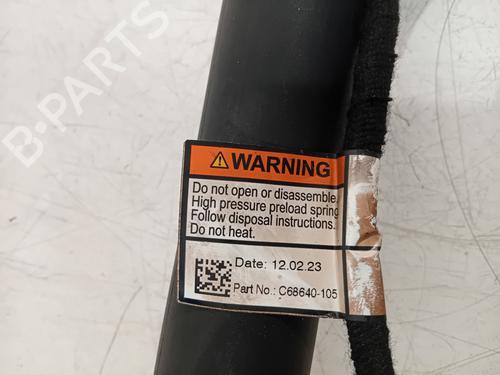 B-PARTS
WARNING
Do not open or disassemble.
High pressure preload spring
Follow disposal instructions.
Do not heat.
Date: 12.02.23
Part No.: C68640-105